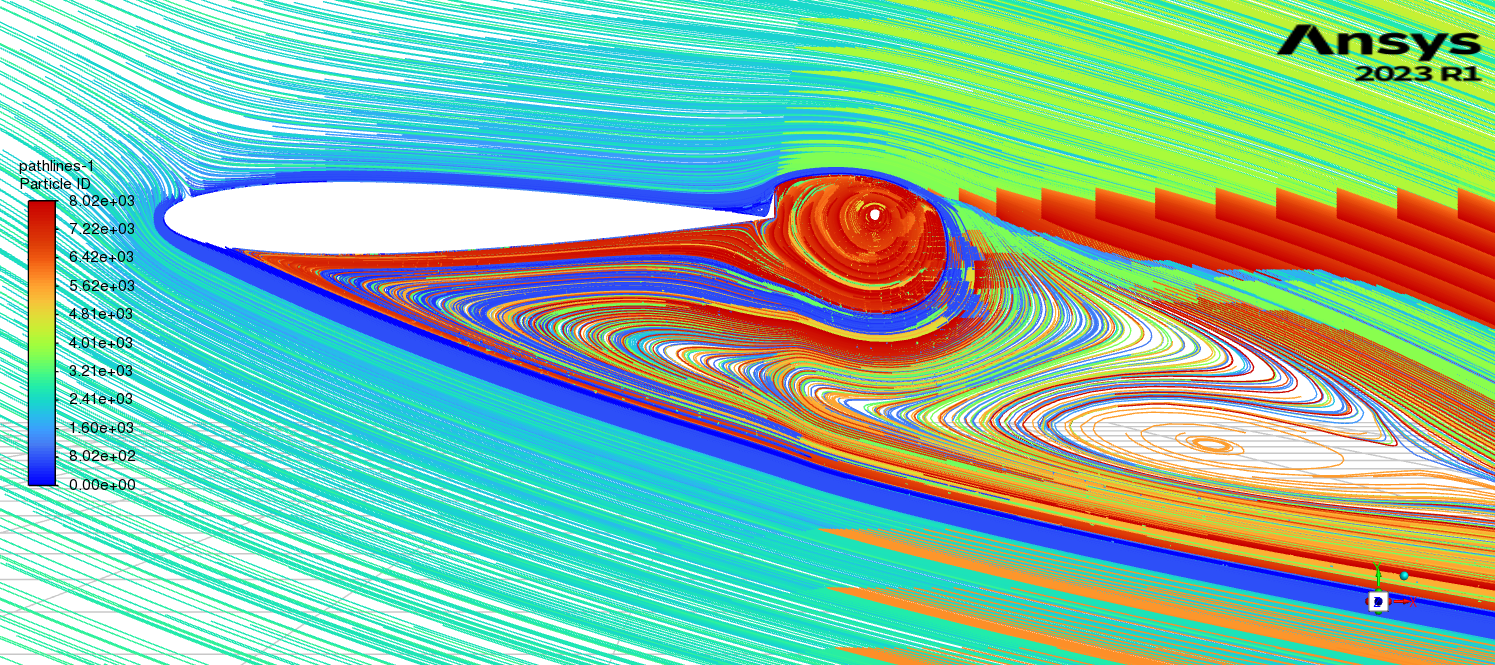 Ansys
2023 R1
pathlines-1
Particle ID
8.02e+03
7.22e+03
6.42e+03
5.62e+03
4.81e+03
4.01e+03
3.21e+03
2.41e+03
1.60e+03
8.02e+02
0.00e+00
Y
Z
X